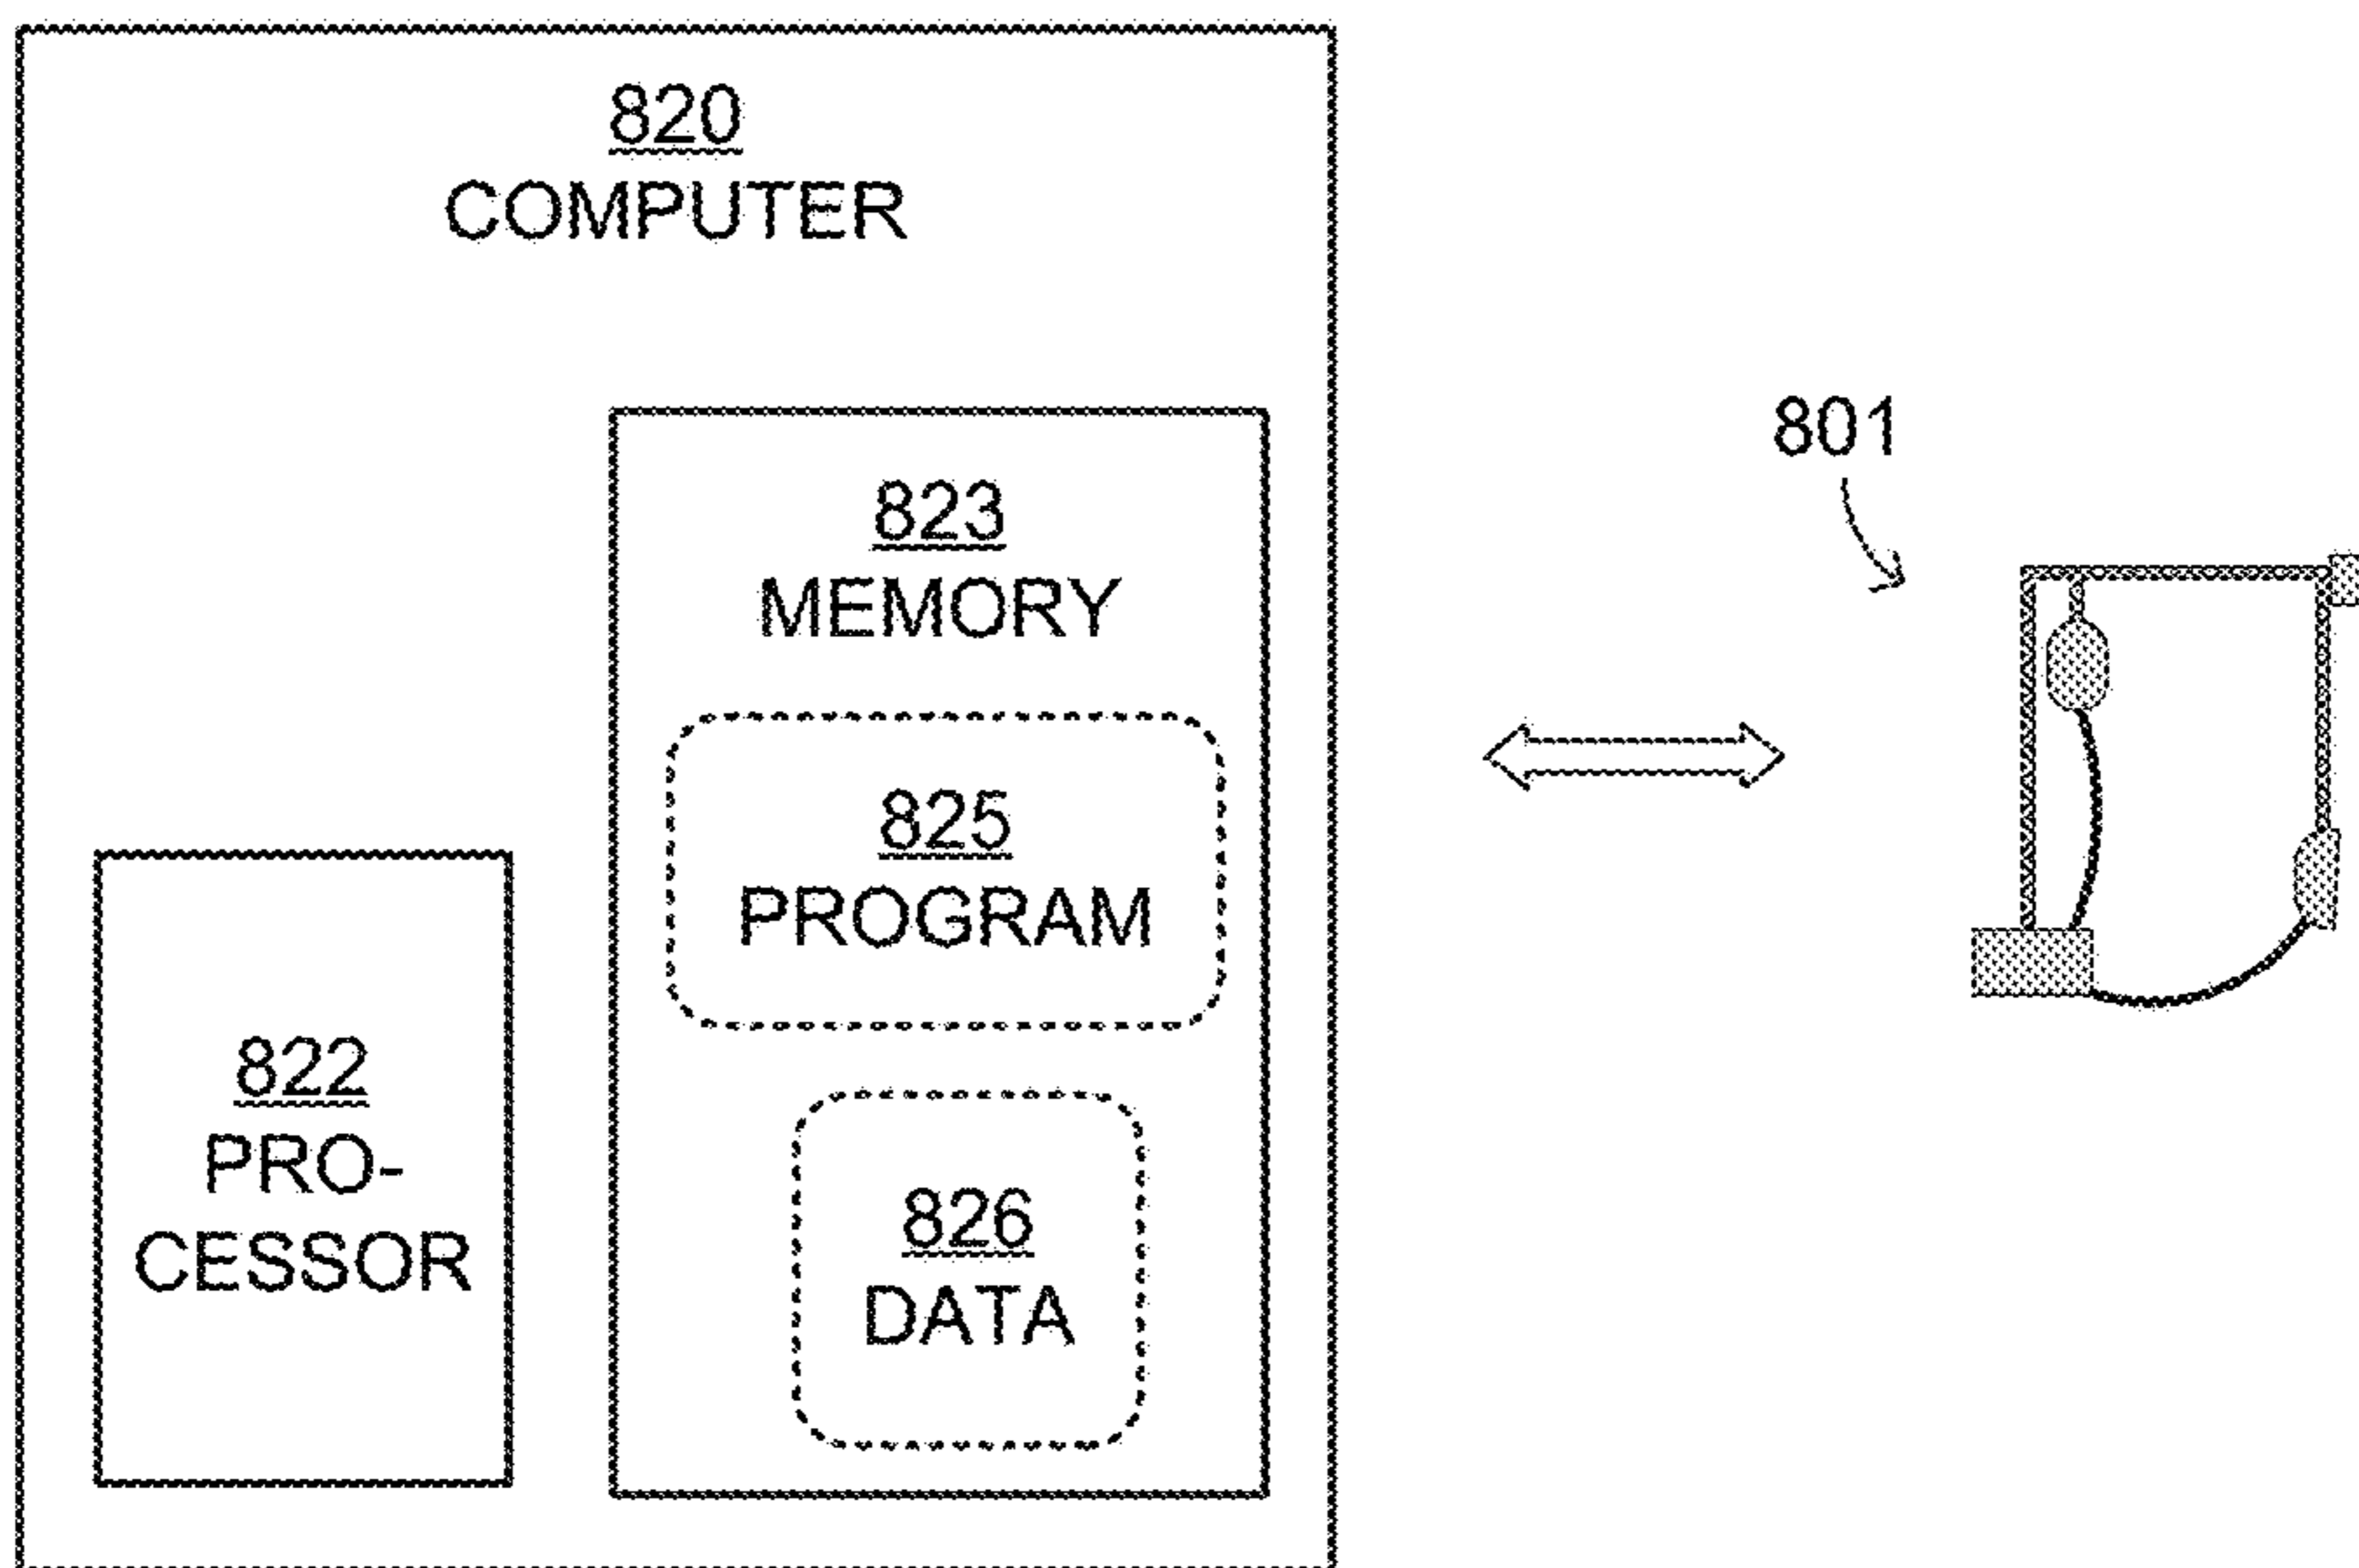 820
COMPUTER
801
823
MEMORY
825
PROGRAM
822
PRO-
CESSOR
826
DATA